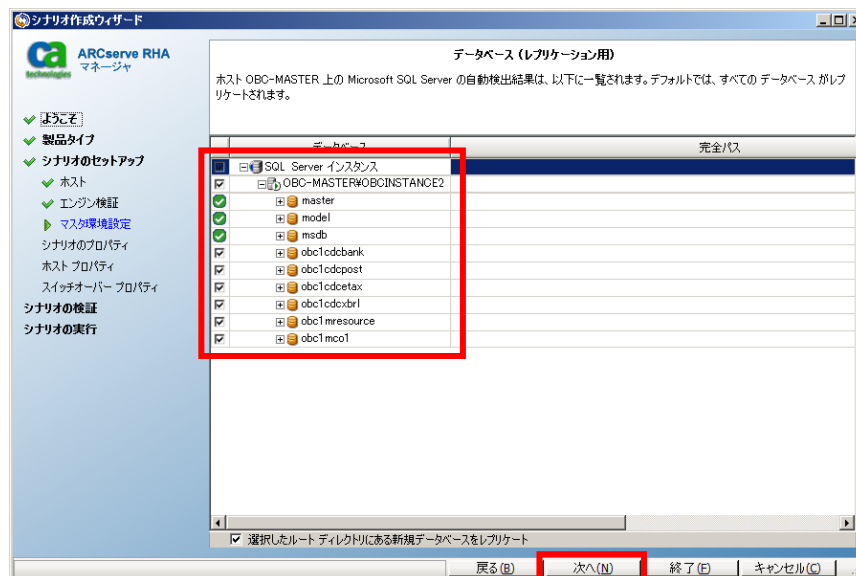 シナリオ作成ウィザード
ca
technologies
ARCserve RHA
マネージャ
ようこそ
製品タイプ
シナリオのセットアップ
ホスト
エンジン検証
マスタ環境設定
シナリオのプロパティ
ホスト プロパティ
スイッチオーバー プロパティ
シナリオの検証
シナリオの実行
データベース (レプリケーション用)
ホスト OBC-MASTER 上の Microsoft SQL Server の自動検出結果は、以下に一覧されます。デフォルトでは、すべての データベース がレプ
リケートされます。
データベース 完全パス
SQL Server インスタンス
OBC-MASTER¥OBCINSTANCE2
master
model
msdb
obc1cdcbank
obc1cdcpost
obc1cdcetax
obc1cdcxbrl
obc1mresource
obc1mco1
選択したルート ディレクトリにある新規データベースをレプリケート
戻る(B) 次へ(N) 終了(F) キャンセル(C)